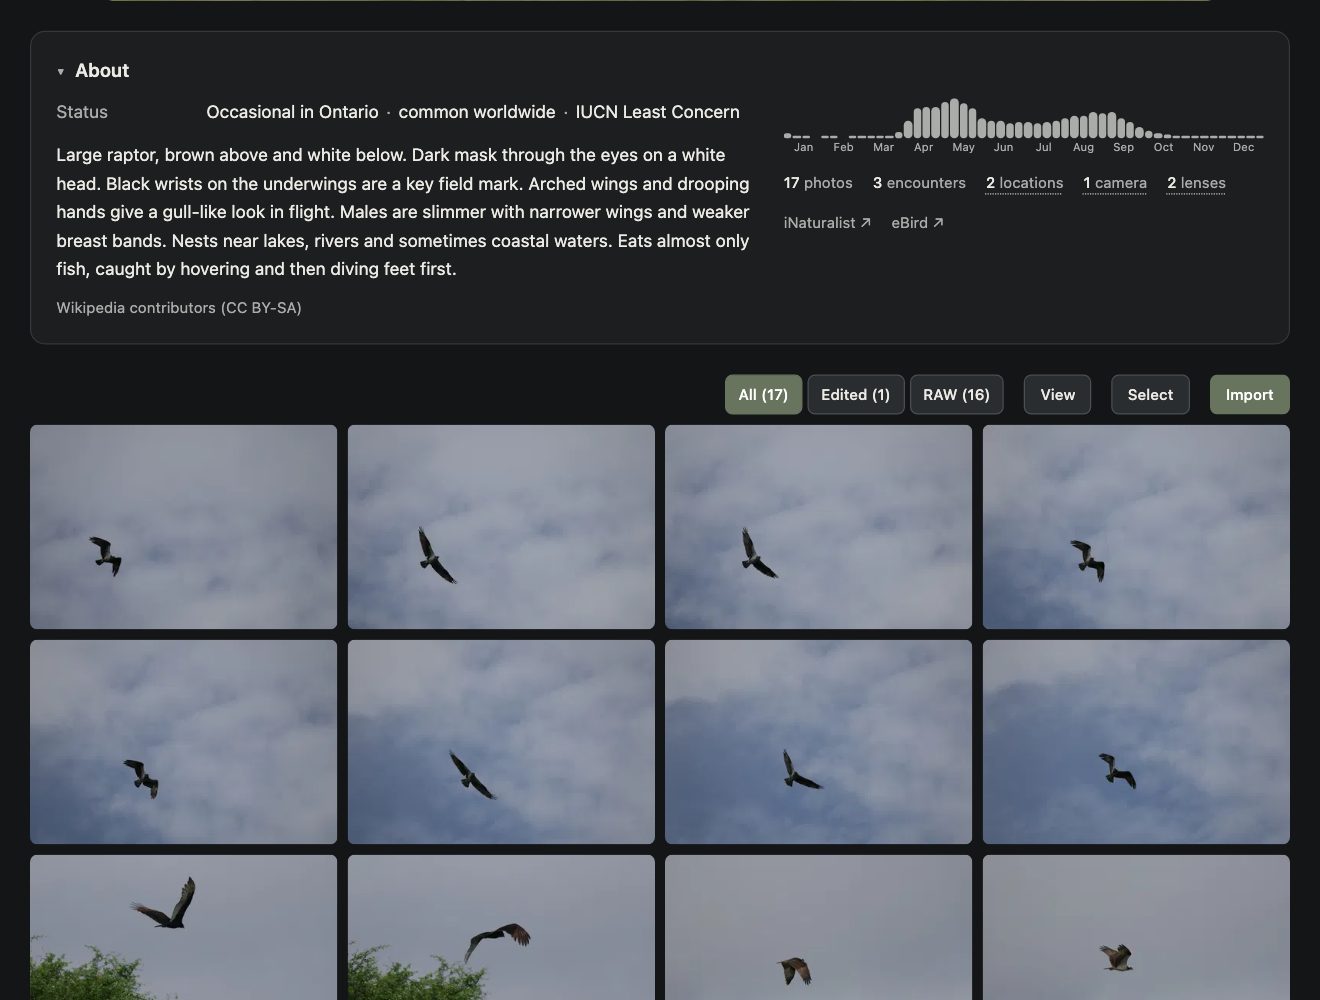 ▾ About
Status Occasional in Ontario · common worldwide · IUCN Least Concern
Large raptor, brown above and white below. Dark mask through the eyes on a white
head. Black wrists on the underwings are a key field mark. Arched wings and drooping
hands give a gull-like look in flight. Males are slimmer with narrower wings and weaker
breast bands. Nests near lakes, rivers and sometimes coastal waters. Eats almost only
fish, caught by hovering and then diving feet first.
Wikipedia contributors (CC BY-SA)
Jan Feb Mar Apr May Jun Jul Aug Sep Oct Nov Dec
17 photos 3 encounters 2 locations 1 camera 2 lenses
iNaturalist ↗ eBird ↗
All (17) Edited (1) RAW (16) View Select Import